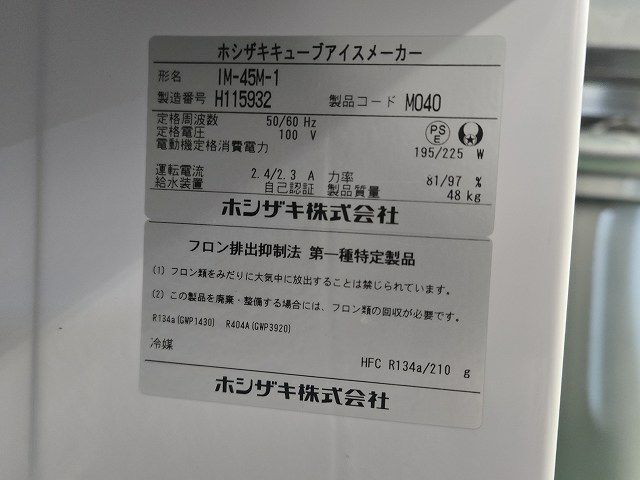 ホシザキキューブアイスメーカー
形名 IM-45M-1
製造番号 H115932 製品コード M040
定格周波数 50/60 Hz
定格電圧 100 V
PS E
電動機定格消費電力 195/225 W
運転電流 2.4/2.3 A 力率 81/97 %
給水装置 自己認証 製品質量 48 kg
ホシザキ株式会社
フロン排出抑制法 第一種特定製品
(1) フロン類をみだりに大気中に放出することは禁じられています。
(2) この製品を廃棄・整備する場合には、フロン類の回収が必要です。
R134a(GWP1430) R404A(GWP3920)
冷媒 HFC R134a/210 g
ホシザキ株式会社